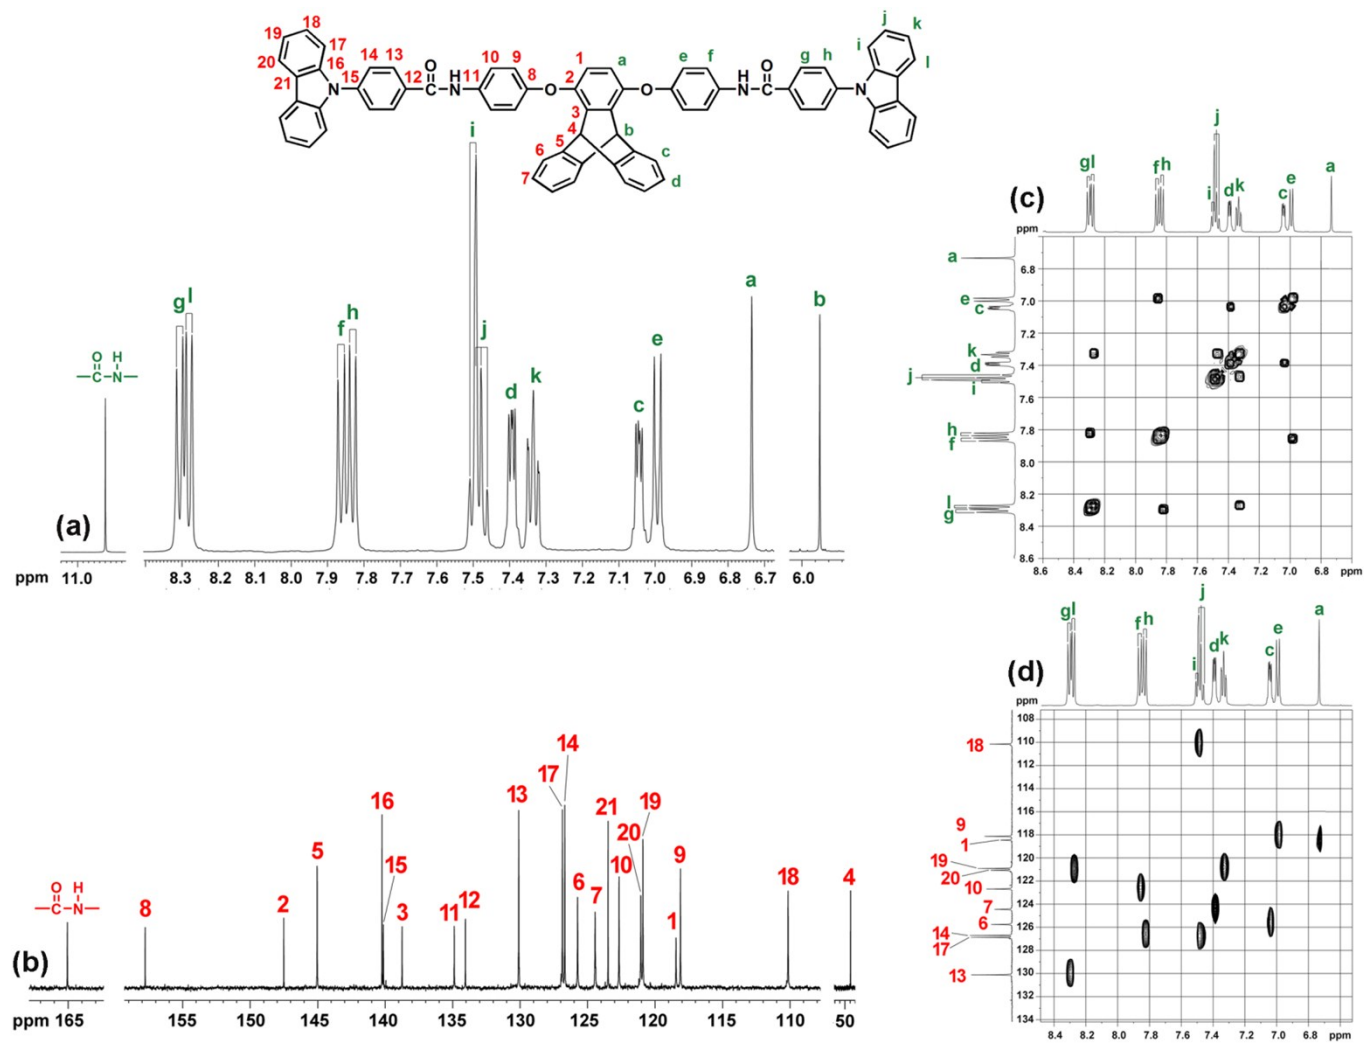 18
19
17
20
16
14
13
21
15
12
O
H
N
11
10
9
8
O
1
2
3
4
5
6
7
a
b
c
d
O
e
f
H
N
O
g
h
N
i
j
k
l
N
i
g l
f h
j
d
k
c
e
a
b
O
H
C
N
(a)
ppm 11.0 8.3 8.2 8.1 8.0 7.9 7.8 7.7 7.6 7.5 7.4 7.3 7.2 7.1 7.0 6.9 6.8 6.7 6.0
O
H
C
N
8
2
5
16
15
3
11
12
13
17
14
6
7
21
10
20
19
1
9
18
4
(b)
ppm 165 155 150 145 140 135 130 125 120 115 110 50
(c)
g l
f h
i
j
d
k
c
e
a
ppm
a
e
c
k
d
j
i
h
f
l
g
6.8
7.0
7.2
7.4
7.6
7.8
8.0
8.2
8.4
8.6
8.6 8.4 8.2 8.0 7.8 7.6 7.4 7.2 7.0 6.8 ppm
(d)
g l
f h
i
j
d
k
c
e
a
ppm
18
9
1
19
20
10
7
6
14
17
13
108
110
112
114
116
118
120
122
124
126
128
130
132
134
8.4 8.2 8.0 7.8 7.6 7.4 7.2 7.0 6.8 ppm